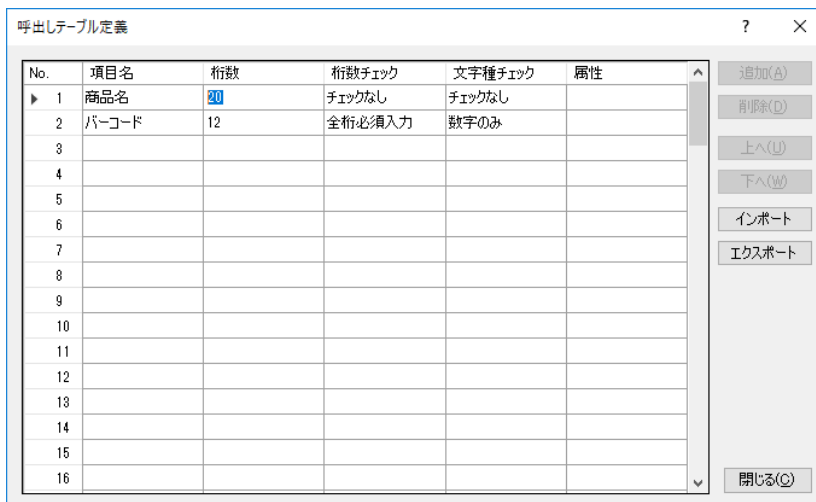 呼出しテーブル定義 ? ×
No. 項目名 桁数 桁数チェック 文字種チェック 属性
1 商品名 20 チェックなし チェックなし
2 バーコード 12 全桁必須入力 数字のみ
3
4
5
6
7
8
9
10
11
12
13
14
15
16
追加(A)
削除(D)
上へ(U)
下へ(W)
インポート
エクスポート
閉じる(C)